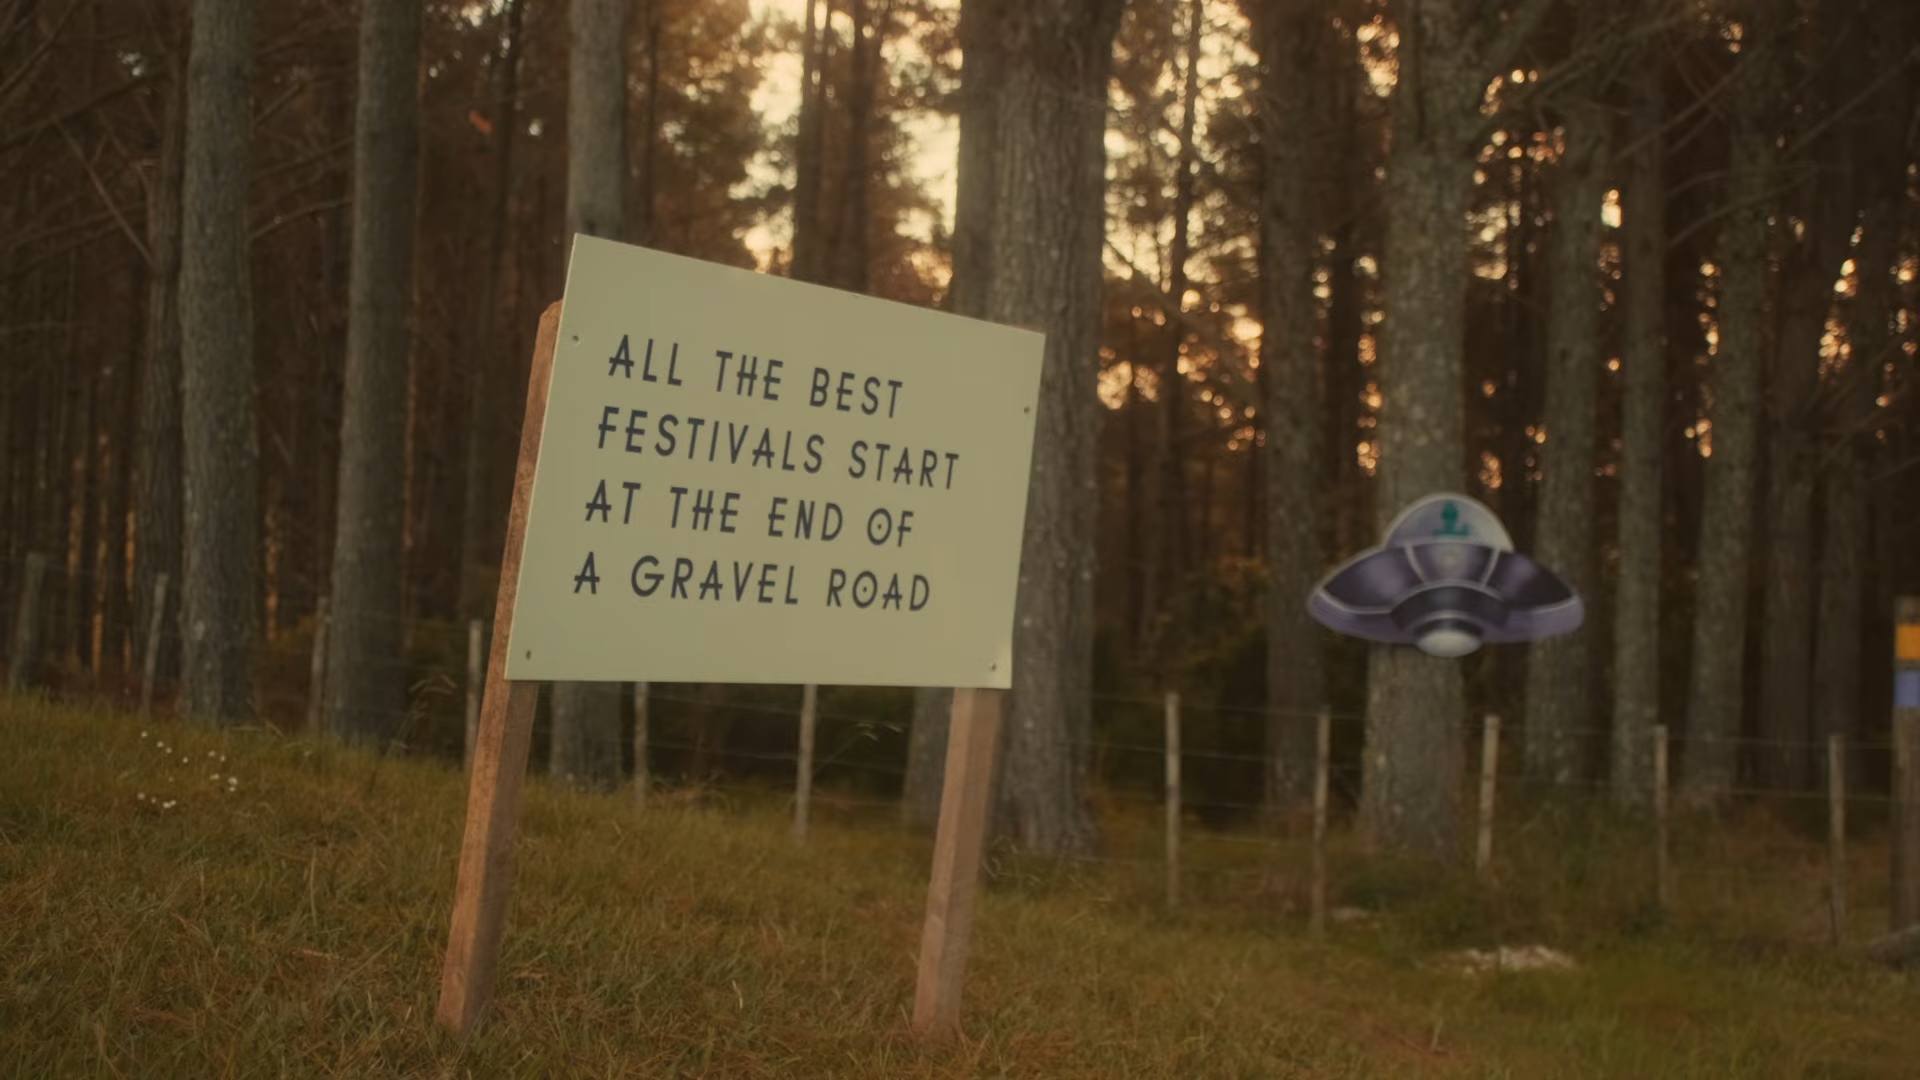 ALL THE BEST
FESTIVALS START
AT THE END OF
A GRAVEL ROAD